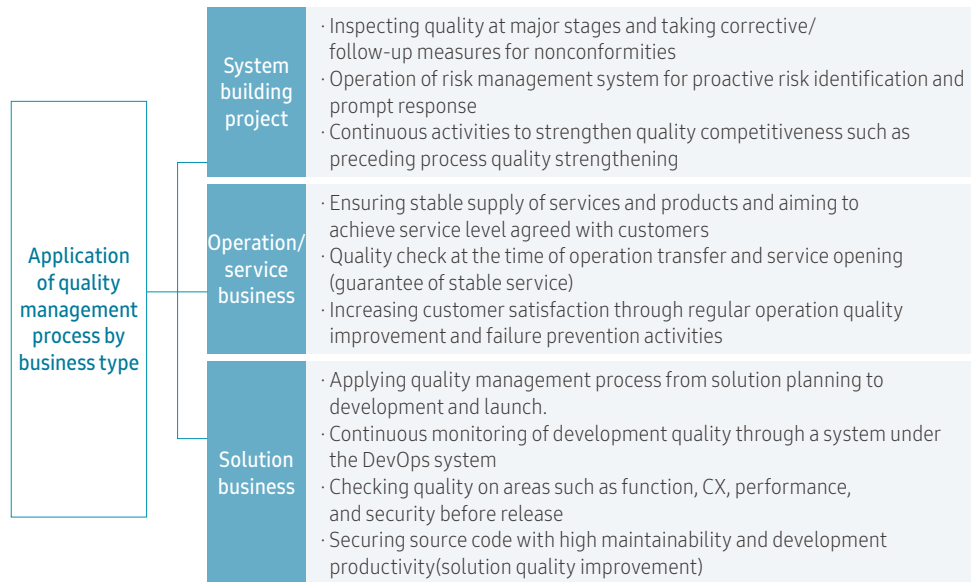 Application
of quality
management
process by
business type
System
building
project
· Inspecting quality at major stages and taking corrective/
follow-up measures for nonconformities
· Operation of risk management system for proactive risk identification and
prompt response
· Continuous activities to strengthen quality competitiveness such as
preceding process quality strengthening
Operation/
service
business
· Ensuring stable supply of services and products and aiming to
achieve service level agreed with customers
· Quality check at the time of operation transfer and service opening
(guarantee of stable service)
· Increasing customer satisfaction through regular operation quality
improvement and failure prevention activities
Solution
business
· Applying quality management process from solution planning to
development and launch.
· Continuous monitoring of development quality through a system under
the DevOps system
· Checking quality on areas such as function, CX, performance,
and security before release
· Securing source code with high maintainability and development
productivity(solution quality improvement)